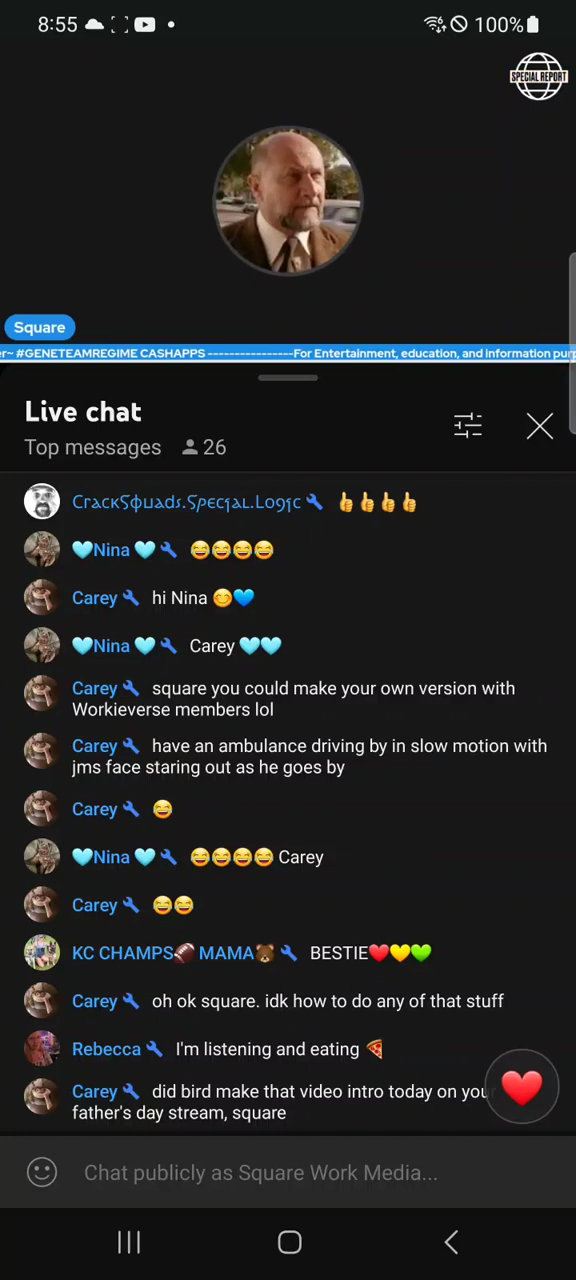 8:55
100%
SPECIAL REPORT
Square
er~ #GENETEAMREGIME CASHAPPS ----------------For Entertainment, education, and information purp
Live chat
Top messages 26
🔧 👍👍👍👍
🩵Nina 🩵 🔧 😂😂😂😂
Carey 🔧 hi Nina 😊💙
🩵Nina 🩵 🔧 Carey 🩵🩵
Carey 🔧 square you could make your own version with
Workieverse members lol
Carey 🔧 have an ambulance driving by in slow motion with
jms face staring out as he goes by
Carey 🔧 😂
🩵Nina 🩵 🔧 😂😂😂😂 Carey
Carey 🔧 😂😂
KC CHAMPS🏈 MAMA🐻 🔧 BESTIE❤️💛💚
Carey 🔧 oh ok square. idk how to do any of that stuff
Rebecca 🔧 I'm listening and eating 🍕
Carey 🔧 did bird make that video intro today on your
father's day stream, square
Chat publicly as Square Work Media...